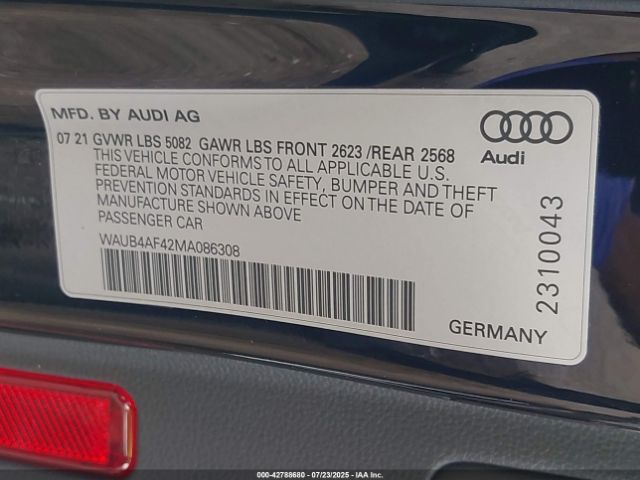 MFD. BY AUDI AG
07 21 GVWR LBS 5082 GAWR LBS FRONT 2623 /REAR 2568
THIS VEHICLE CONFORMS TO ALL APPLICABLE U.S.
FEDERAL MOTOR VEHICLE SAFETY, BUMPER AND THEFT
PREVENTION STANDARDS IN EFFECT ON THE DATE OF
MANUFACTURE SHOWN ABOVE
PASSENGER CAR
WAUB4AF42MA086308
Audi
2310043
GERMANY
000-42788680 07/23/2025 IAAI, Inc.